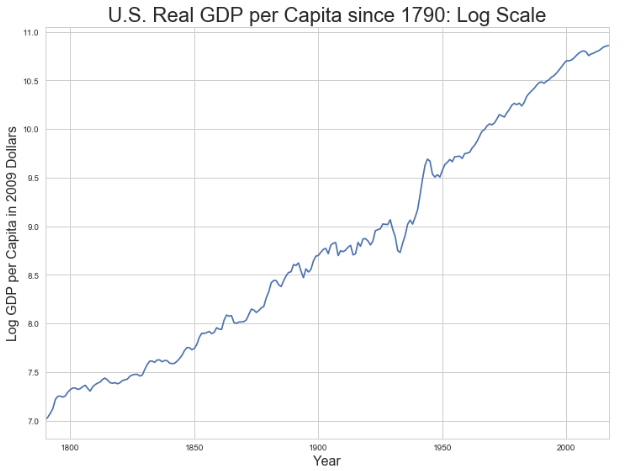 U.S. Real GDP per Capita since 1790: Log Scale
11.0
10.5
10.0
9.5
9.0
8.5
8.0
7.5
7.0
Log GDP per Capita in 2009 Dollars
1800 1850 1900 1950 2000
Year